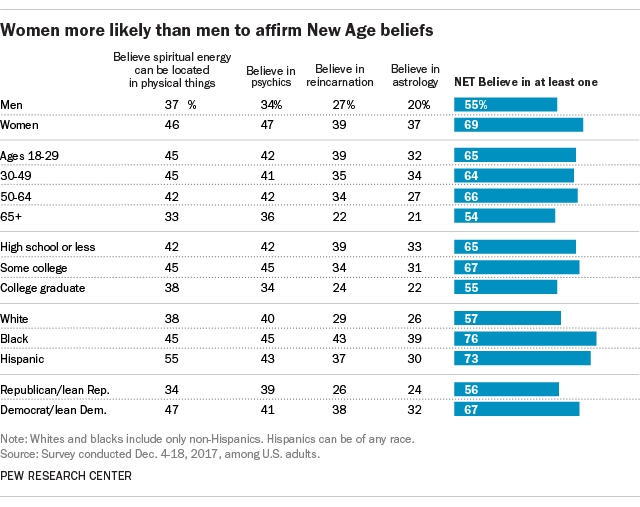 Women more likely than men to affirm New Age beliefs
Believe spiritual energy can be located in physical things Believe in psychics Believe in reincarnation Believe in astrology NET Believe in at least one
Men 37 % 34% 27% 20% 55%
Women 46 47 39 37 69
Ages 18-29 45 42 39 32 65
30-49 45 41 35 34 64
50-64 42 42 34 27 66
65+ 33 36 22 21 54
High school or less 42 42 39 33 65
Some college 45 45 34 31 67
College graduate 38 34 24 22 55
White 38 40 29 26 57
Black 45 45 43 39 76
Hispanic 55 43 37 30 73
Republican/lean Rep. 34 39 26 24 56
Democrat/lean Dem. 47 41 38 32 67
Note: Whites and blacks include only non-Hispanics. Hispanics can be of any race.
Source: Survey conducted Dec. 4-18, 2017, among U.S. adults.
PEW RESEARCH CENTER